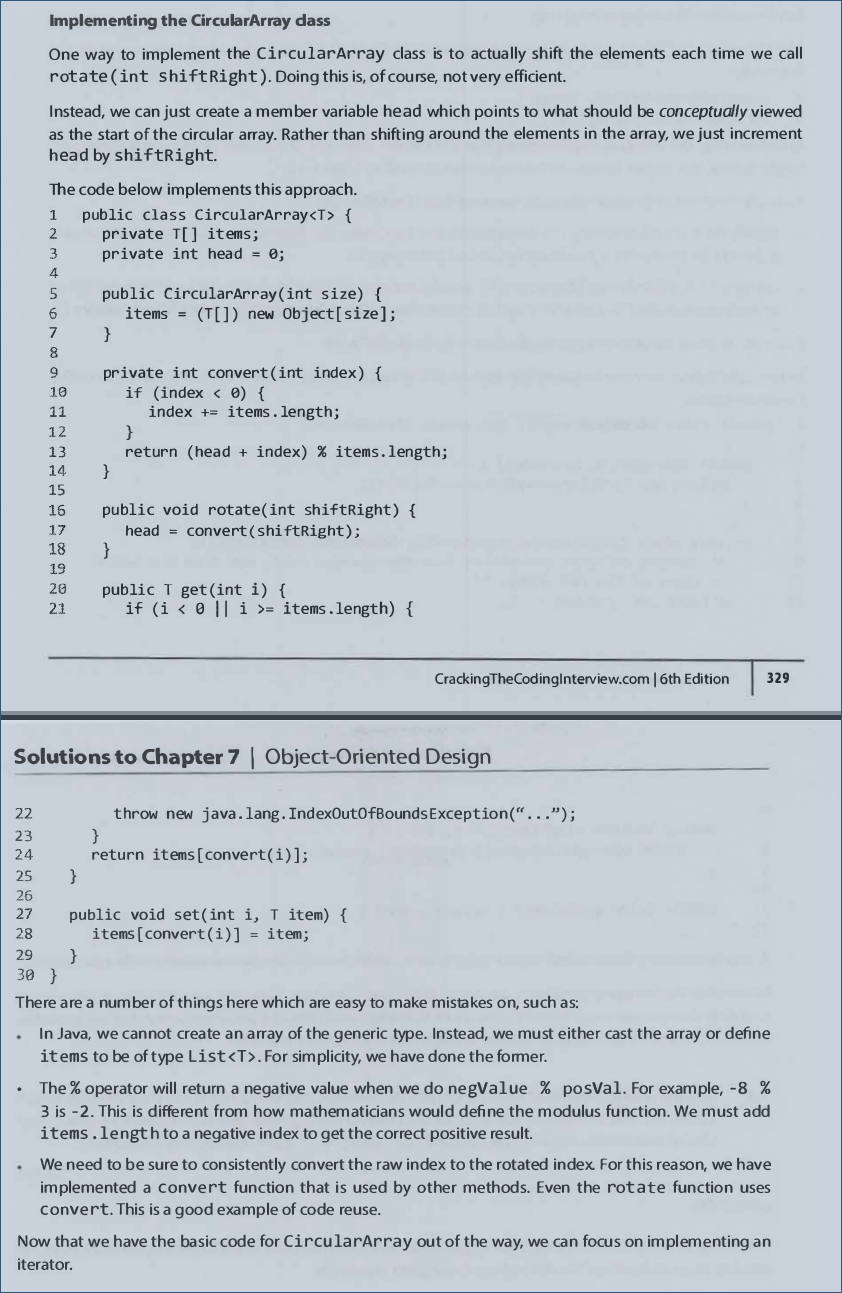 Implementing the CircularArray class
One way to implement the CircularArray class is to actually shift the elements each time we call
rotate(int shiftRight). Doing this is, of course, not very efficient.
Instead, we can just create a member variable head which points to what should be conceptually viewed
as the start of the circular array. Rather than shifting around the elements in the array, we just increment
head by shiftRight.
The code below implements this approach.
1 public class CircularArray<T> {
2 private T[] items;
3 private int head = 0;
4
5 public CircularArray(int size) {
6 items = (T[]) new Object[size];
7 }
8
9 private int convert(int index) {
10 if (index < 0) {
11 index += items.length;
12 }
13 return (head + index) % items.length;
14 }
15
16 public void rotate(int shiftRight) {
17 head = convert(shiftRight);
18 }
19
20 public T get(int i) {
21 if (i < 0 || i >= items.length) {
CrackingTheCodingInterview.com | 6th Edition 329
Solutions to Chapter 7 | Object-Oriented Design
22 throw new java.lang.IndexOutOfBoundsException("...");
23 }
24 return items[convert(i)];
25 }
26
27 public void set(int i, T item) {
28 items[convert(i)] = item;
29 }
30 }
There are a number of things here which are easy to make mistakes on, such as:
• In Java, we cannot create an array of the generic type. Instead, we must either cast the array or define
items to be of type List<T>. For simplicity, we have done the former.
• The % operator will return a negative value when we do negValue % posVal. For example, -8 %
3 is -2. This is different from how mathematicians would define the modulus function. We must add
items.length to a negative index to get the correct positive result.
• We need to be sure to consistently convert the raw index to the rotated index. For this reason, we have
implemented a convert function that is used by other methods. Even the rotate function uses
convert. This is a good example of code reuse.
Now that we have the basic code for CircularArray out of the way, we can focus on implementing an
iterator.